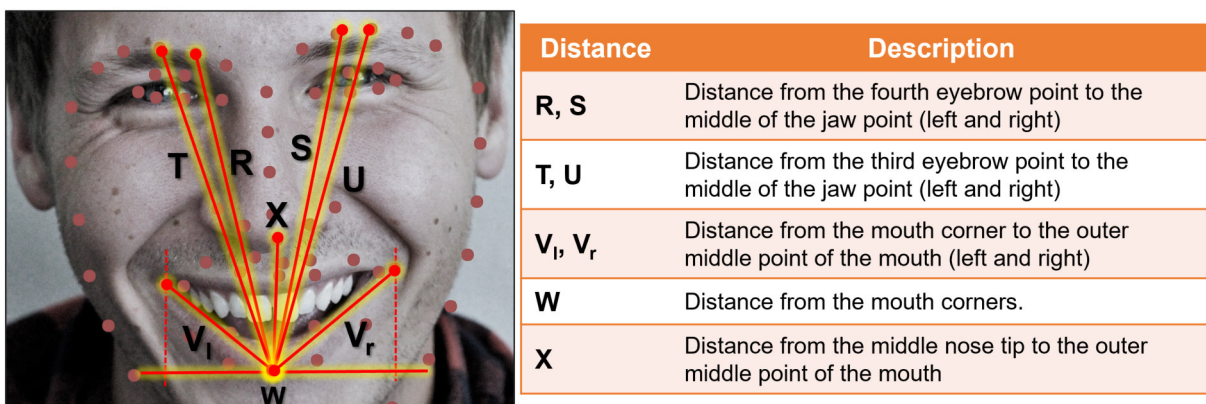 T
R
S
U
X
Vl
Vr
W
Distance Description
R, S
Distance from the fourth eyebrow point to the
middle of the jaw point (left and right)
T, U
Distance from the third eyebrow point to the
middle of the jaw point (left and right)
Vl, Vr
Distance from the mouth corner to the outer
middle point of the mouth (left and right)
W
Distance from the mouth corners.
X
Distance from the middle nose tip to the outer
middle point of the mouth